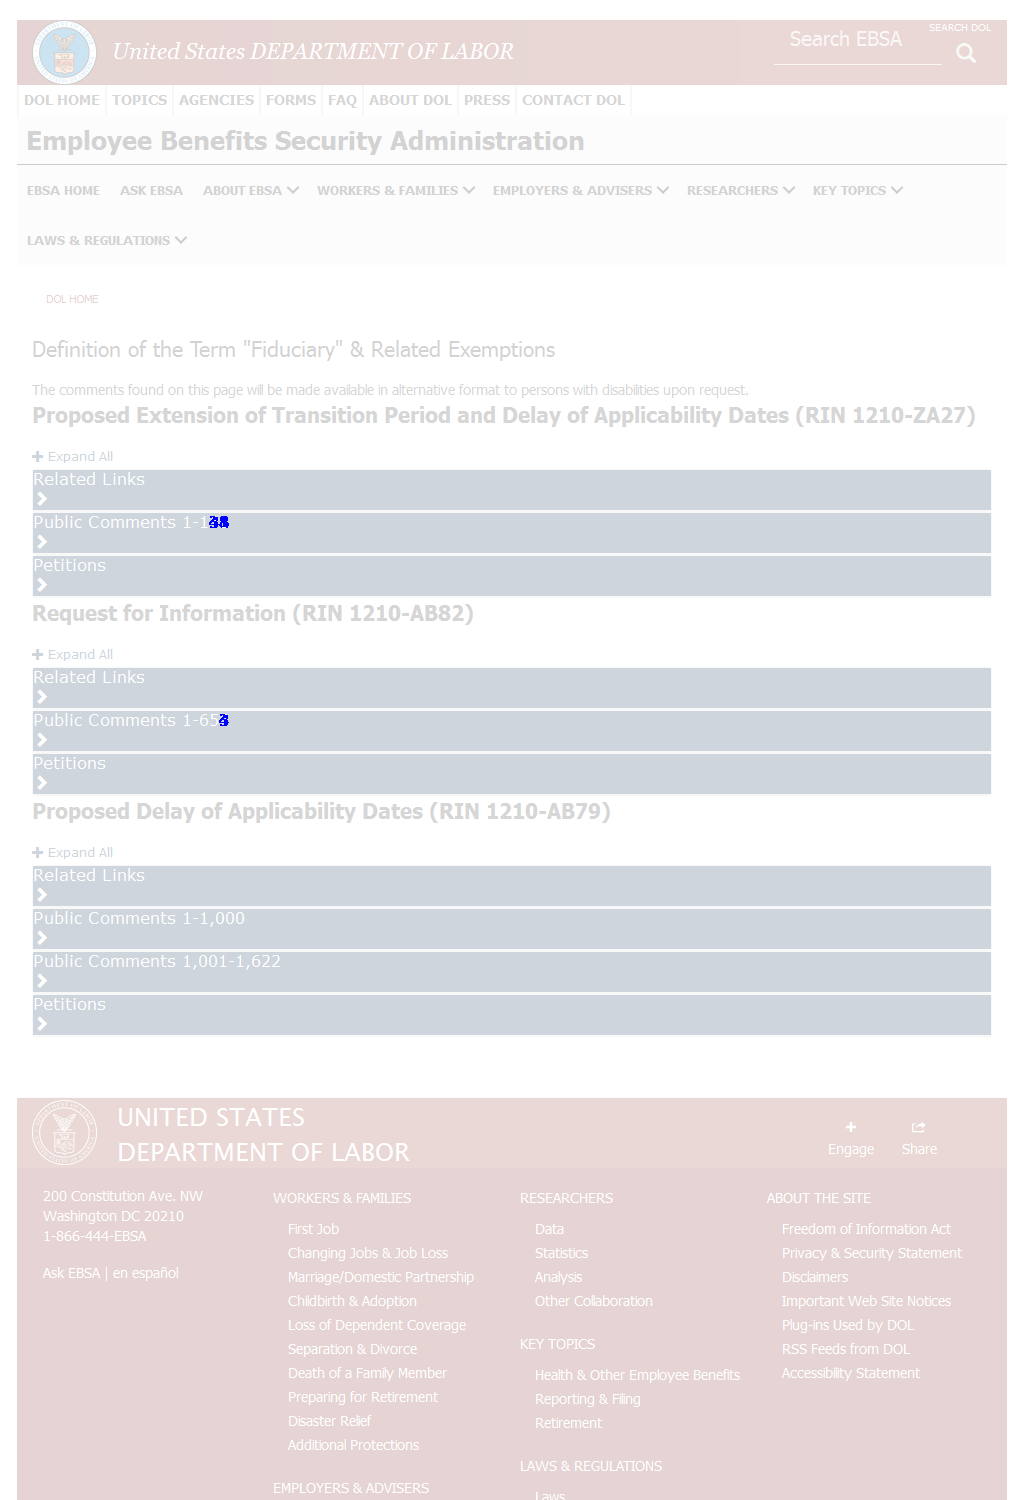 United States DEPARTMENT OF LABOR
SEARCH DOL
Search EBSA
DOL HOME TOPICS AGENCIES FORMS FAQ ABOUT DOL PRESS CONTACT DOL
Employee Benefits Security Administration
EBSA HOME ASK EBSA ABOUT EBSA WORKERS & FAMILIES EMPLOYERS & ADVISERS RESEARCHERS KEY TOPICS
LAWS & REGULATIONS
DOL HOME
Definition of the Term "Fiduciary" & Related Exemptions
The comments found on this page will be made available in alternative format to persons with disabilities upon request.
Proposed Extension of Transition Period and Delay of Applicability Dates (RIN 1210-ZA27)
Expand All
Related Links
Public Comments
Petitions
Request for Information (RIN 1210-AB82)
Expand All
Related Links
Public Comments
Petitions
Proposed Delay of Applicability Dates (RIN 1210-AB79)
Expand All
Related Links
Public Comments 1-1,000
Public Comments 1,001-1,622
Petitions
UNITED STATES
DEPARTMENT OF LABOR
Engage Share
200 Constitution Ave. NW
Washington DC 20210
1-866-444-EBSA
Ask EBSA | en español
WORKERS & FAMILIES
First Job
Changing Jobs & Job Loss
Marriage/Domestic Partnership
Childbirth & Adoption
Loss of Dependent Coverage
Separation & Divorce
Death of a Family Member
Preparing for Retirement
Disaster Relief
Additional Protections
EMPLOYERS & ADVISERS
RESEARCHERS
Data
Statistics
Analysis
Other Collaboration
KEY TOPICS
Health & Other Employee Benefits
Reporting & Filing
Retirement
LAWS & REGULATIONS
Laws
ABOUT THE SITE
Freedom of Information Act
Privacy & Security Statement
Disclaimers
Important Web Site Notices
Plug-ins Used by DOL
RSS Feeds from DOL
Accessibility Statement